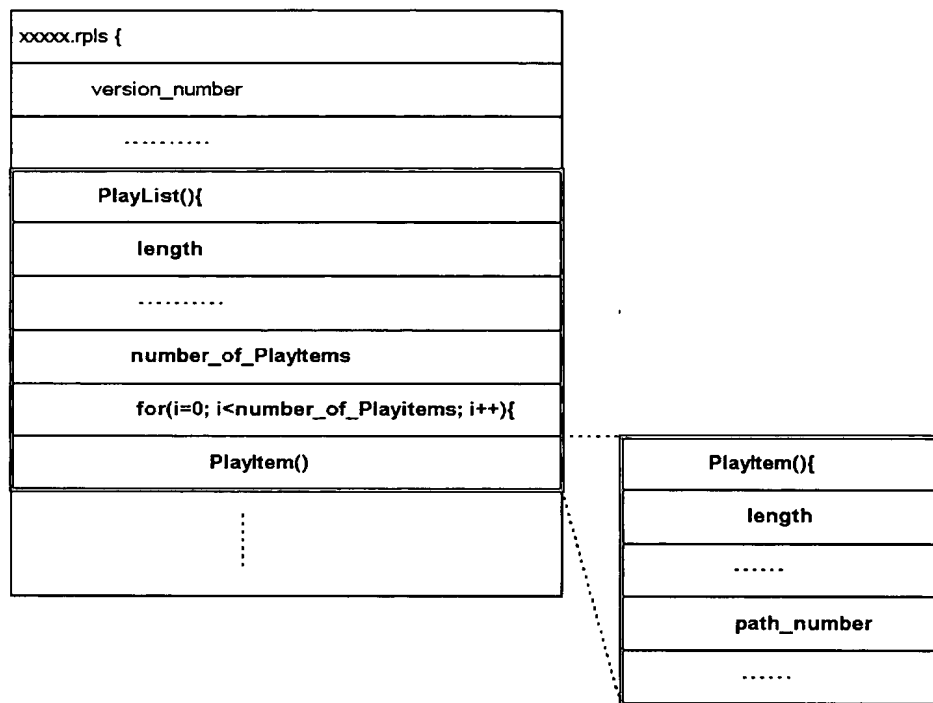 xxxxx.rpls {
version_number
..........
PlayList(){
length
..........
number_of_PlayItems
for(i=0; i<number_of_Playitems; i++){
PlayItem()
PlayItem(){
length
......
path_number
......